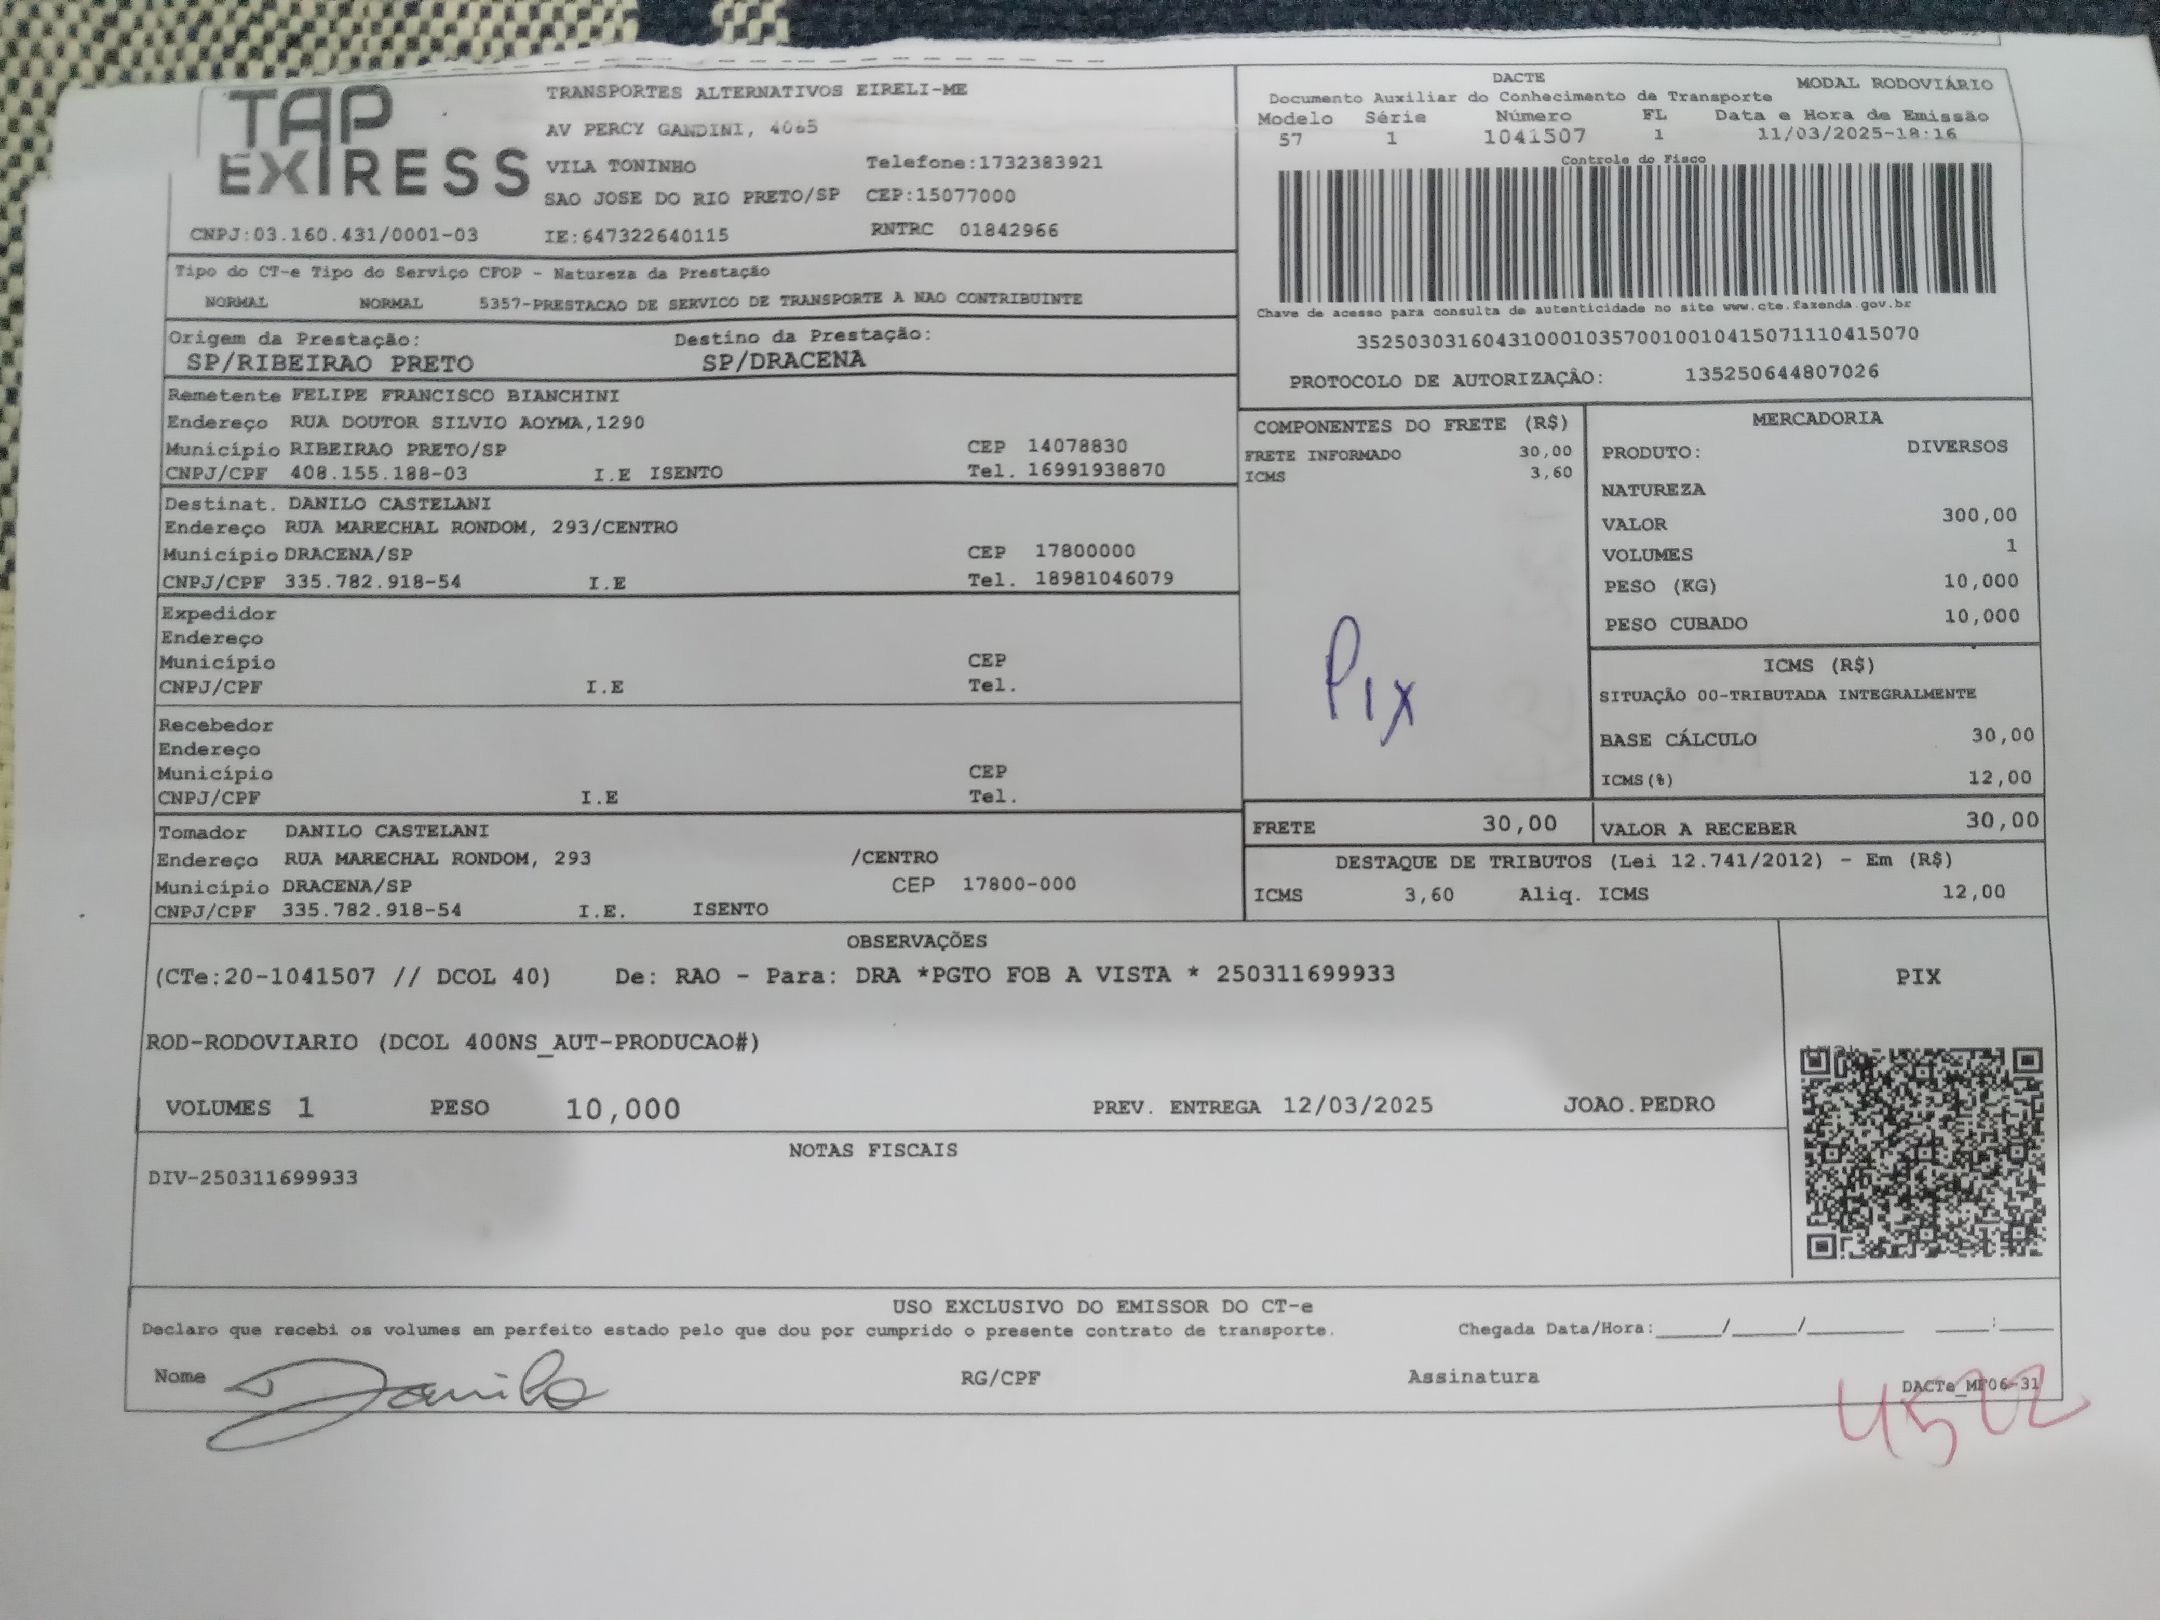 TAP
EXPRESS
TRANSPORTES ALTERNATIVOS EIRELI-ME
AV PERCY GANDINI, 4065
VILA TONINHO Telefone:1732383921
SAO JOSE DO RIO PRETO/SP CEP:15077000
CNPJ:03.160.431/0001-03 IE:647322640115 RNTRC 01842966
DACTE MODAL RODOVIÁRIO
Documento Auxiliar do Conhecimento de Transporte
Modelo Série Número FL Data e Hora de Emissão
57 1 1041507 1 11/03/2025-18:16
Controle do Fisco
Chave de acesso para consulta de autenticidade no site www.cte.fazenda.gov.br
35250303160431000103570010010415071110415070
PROTOCOLO DE AUTORIZAÇÃO: 135250644807026
Tipo do CT-e Tipo do Serviço CFOP - Natureza da Prestação
NORMAL NORMAL 5357-PRESTACAO DE SERVICO DE TRANSPORTE A NAO CONTRIBUINTE
Origem da Prestação: Destino da Prestação:
SP/RIBEIRAO PRETO SP/DRACENA
Remetente FELIPE FRANCISCO BIANCHINI
Endereço RUA DOUTOR SILVIO AOYMA,1290
Município RIBEIRAO PRETO/SP CEP 14078830
CNPJ/CPF 408.155.188-03 I.E ISENTO Tel. 16991938870
Destinat. DANILO CASTELANI
Endereço RUA MARECHAL RONDOM, 293/CENTRO
Município DRACENA/SP CEP 17800000
CNPJ/CPF 335.782.918-54 I.E Tel. 18981046079
Expedidor
Endereço
Município CEP
CNPJ/CPF I.E Tel.
Recebedor
Endereço
Município CEP
CNPJ/CPF I.E Tel.
Tomador DANILO CASTELANI
Endereço RUA MARECHAL RONDOM, 293 /CENTRO
Município DRACENA/SP CEP 17800-000
CNPJ/CPF 335.782.918-54 I.E. ISENTO
COMPONENTES DO FRETE (R$)
FRETE INFORMADO 30,00
ICMS 3,60
Pix
MERCADORIA
PRODUTO: DIVERSOS
NATUREZA
VALOR 300,00
VOLUMES 1
PESO (KG) 10,000
PESO CUBADO 10,000
ICMS (R$)
SITUAÇÃO 00-TRIBUTADA INTEGRALMENTE
BASE CÁLCULO 30,00
ICMS(%) 12,00
FRETE 30,00 VALOR A RECEBER 30,00
DESTAQUE DE TRIBUTOS (Lei 12.741/2012) - Em (R$)
ICMS 3,60 Aliq. ICMS 12,00
OBSERVAÇÕES
(CTe:20-1041507 // DCOL 40) De: RAO - Para: DRA *PGTO FOB A VISTA * 250311699933
ROD-RODOVIARIO (DCOL 400NS_AUT-PRODUCAO#)
VOLUMES 1 PESO 10,000 PREV. ENTREGA 12/03/2025 JOAO.PEDRO
PIX
NOTAS FISCAIS
DIV-250311699933
USO EXCLUSIVO DO EMISSOR DO CT-e
Declaro que recebi os volumes em perfeito estado pelo que dou por cumprido o presente contrato de transporte. Chegada Data/Hora:_____/_____/________ ____:____
Nome Danilo RG/CPF Assinatura DACTe_MF06-31
4522